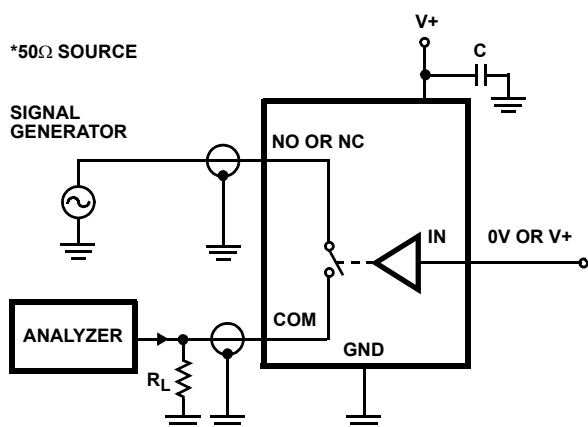 *50Ω SOURCE
V+
C
SIGNAL
GENERATOR
NO OR NC
IN
0V OR V+
COM
ANALYZER
GND
RL